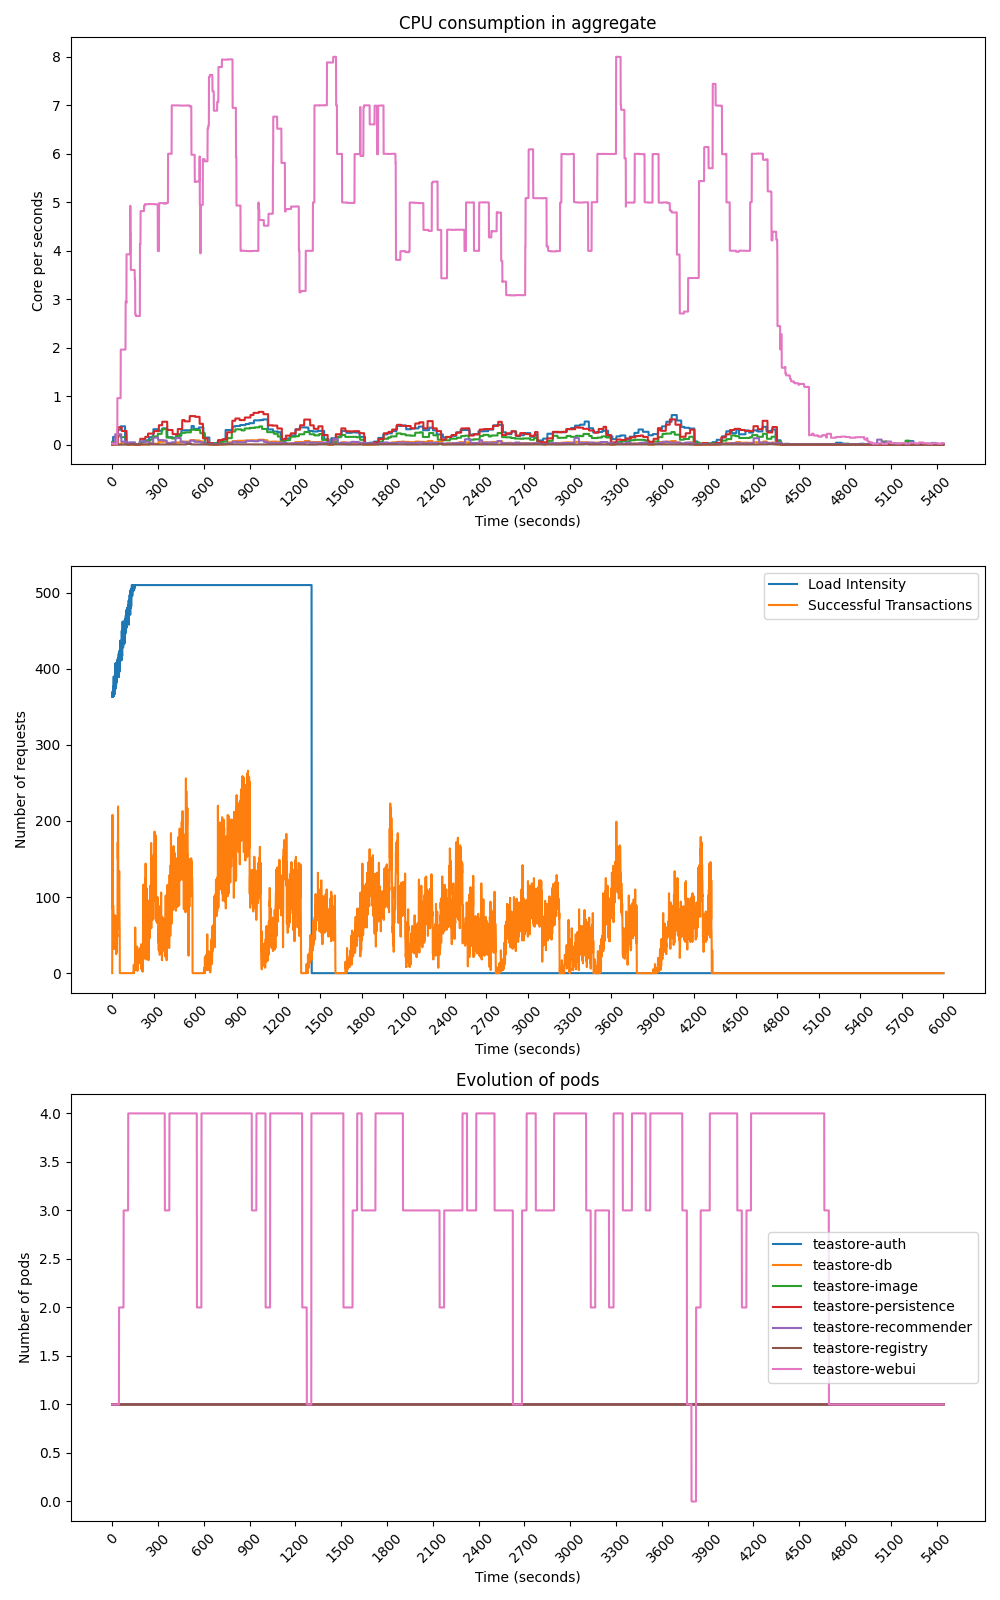 CPU consumption in aggregate
Core per seconds
8
7
6
5
4
3
2
1
0
0 300 600 900 1200 1500 1800 2100 2400 2700 3000 3300 3600 3900 4200 4500 4800 5100 5400
Time (seconds)
Load Intensity
Successful Transactions
Number of requests
500
400
300
200
100
0
0 300 600 900 1200 1500 1800 2100 2400 2700 3000 3300 3600 3900 4200 4500 4800 5100 5400 5700 6000
Time (seconds)
Evolution of pods
Number of pods
4.0
3.5
3.0
2.5
2.0
1.5
1.0
0.5
0.0
teastore-auth
teastore-db
teastore-image
teastore-persistence
teastore-recommender
teastore-registry
teastore-webui
0 300 600 900 1200 1500 1800 2100 2400 2700 3000 3300 3600 3900 4200 4500 4800 5100 5400
Time (seconds)